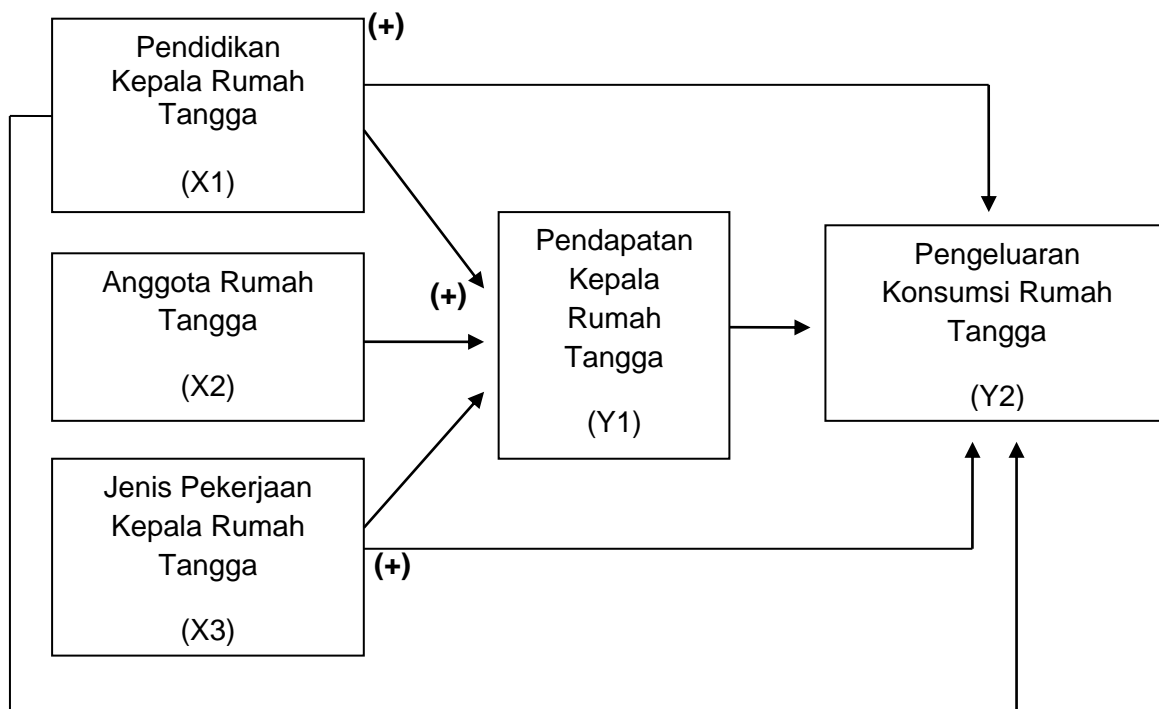 (+)
Pendidikan
Kepala Rumah
Tangga
(X1)
Anggota Rumah
Tangga
(X2)
Jenis Pekerjaan
Kepala Rumah
Tangga
(X3)
(+)
(+)
Pendapatan
Kepala
Rumah
Tangga
(Y1)
Pengeluaran
Konsumsi Rumah
Tangga
(Y2)